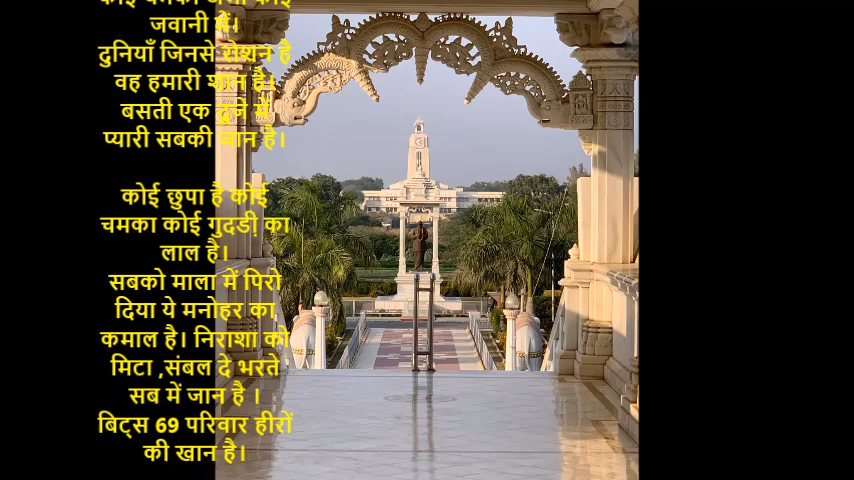 जवानी में।
दुनियाँ जिनसे रोशन है
वह हमारी शान है।
बसती एक दूजे में
प्यारी सबकी जान है।
कोई छुपा है कोई
चमका कोई गुदडी़ का
लाल है।
सबको माला में पिरो
दिया ये मनोहर का
कमाल है। निराशा को
मिटा ,संबल दे भरते
सब में जान है ।
बिट्स 69 परिवार हीरों
की खान है।